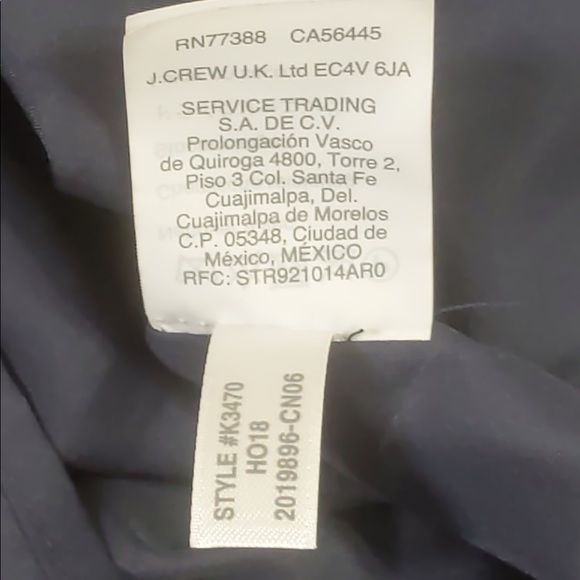 RN77388 CA56445
J.CREW U.K. Ltd EC4V 6JA
SERVICE TRADING
S.A. DE C.V.
Prolongación Vasco
de Quiroga 4800, Torre 2,
Piso 3 Col. Santa Fe
Cuajimalpa, Del.
Cuajimalpa de Morelos
C.P. 05348, Ciudad de
México, MÉXICO
RFC: STR921014AR0
STYLE #K3470
HO18
2019896-CN06